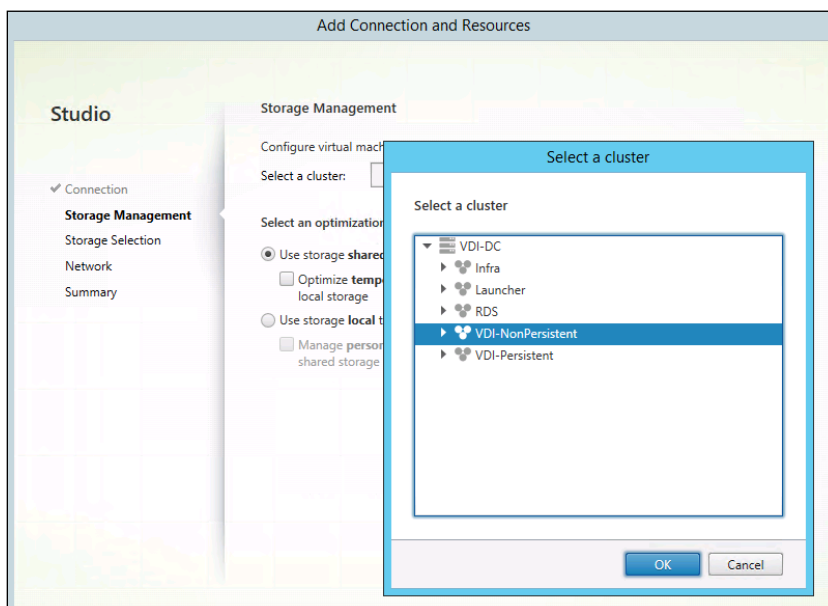 Add Connection and Resources
Studio
Connection
Storage Management
Storage Selection
Network
Summary
Storage Management
Configure virtual mach
Select a cluster:
Select an optimization
Use storage shared
Optimize tempo
local storage
Use storage local t
Manage person
shared storage
Select a cluster
Select a cluster
VDI-DC
Infra
Launcher
RDS
VDI-NonPersistent
VDI-Persistent
OK Cancel